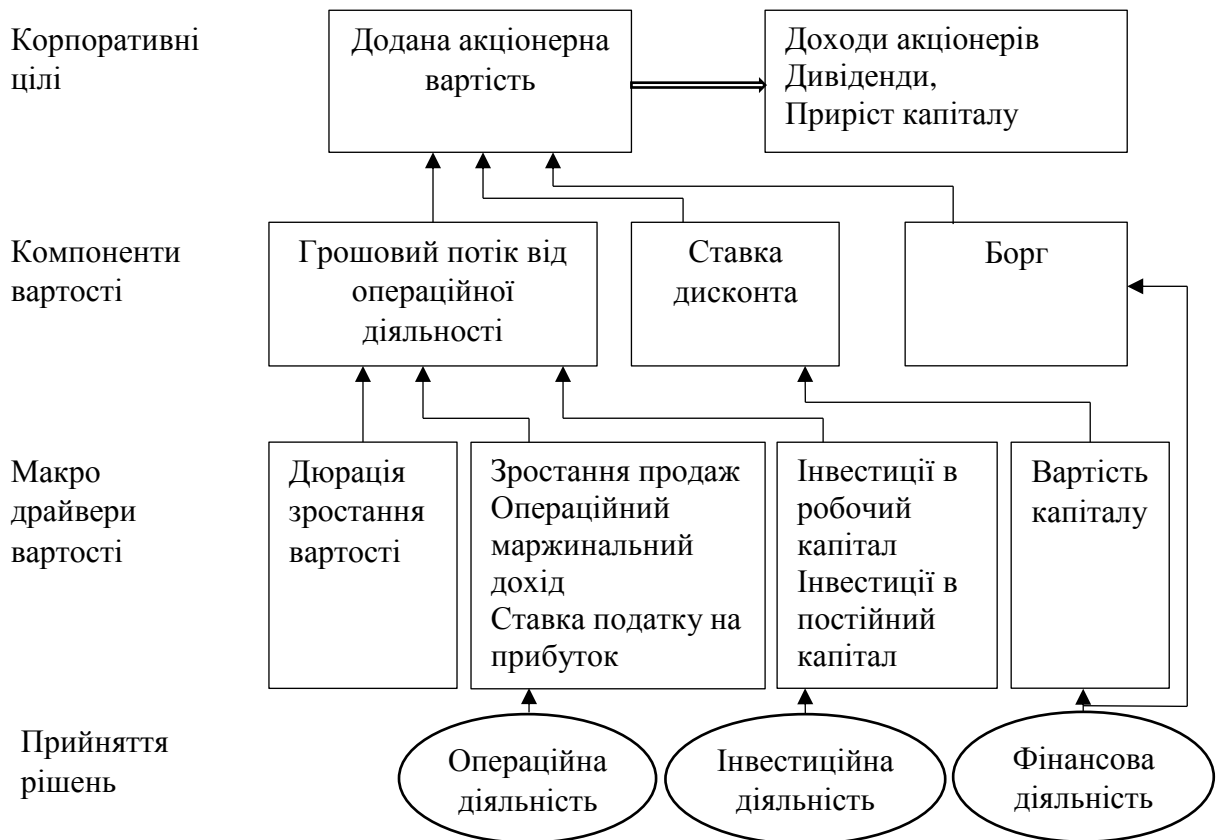 Корпоративні
цілі
Додана акціонерна
вартість
Доходи акціонерів
Дивіденди,
Приріст капіталу
Компоненти
вартості
Грошовий потік від
операційної
діяльності
Ставка
дисконта
Борг
Макро
драйвери
вартості
Дюрація
зростання
вартості
Зростання продаж
Операційний
маржинальний
дохід
Ставка податку на
прибуток
Інвестиції в
робочий
капітал
Інвестиції в
постійний
капітал
Вартість
капіталу
Прийняття
рішень
Операційна
діяльність
Інвестиційна
діяльність
Фінансова
діяльність